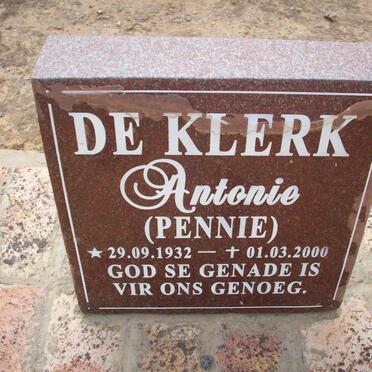 DE KLERK
Antonie
(PENNIE)
★ 29.09.1932 — ✝ 01.03.2000
GOD SE GENADE IS
VIR ONS GENOEG.